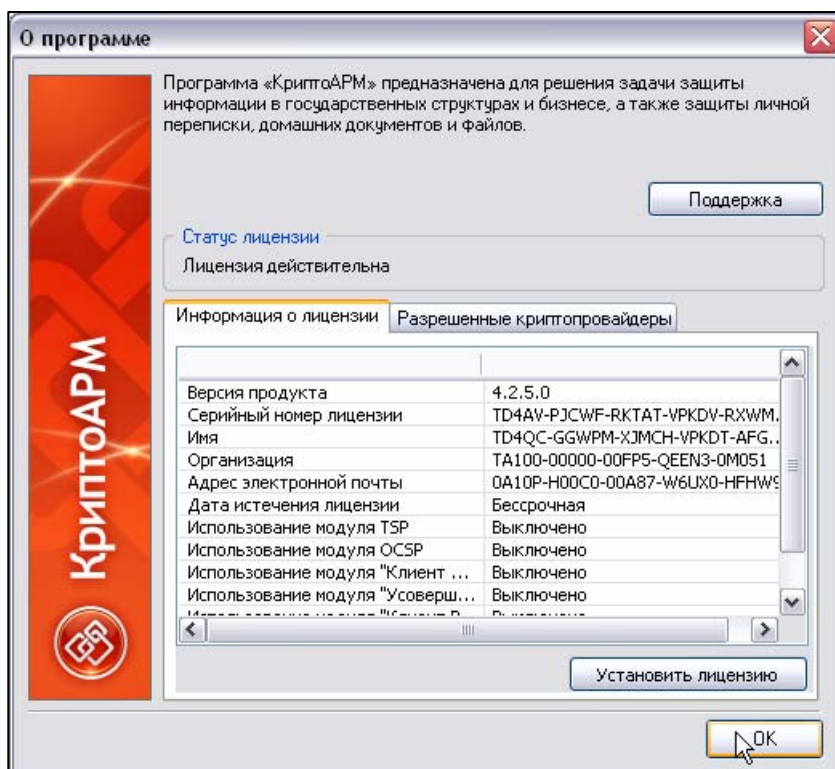 О программе
Программа «КриптоАРМ» предназначена для решения задачи защиты
информации в государственных структурах и бизнесе, а также защиты личной
переписки, домашних документов и файлов.
Поддержка
Статус лицензии
Лицензия действительна
Информация о лицензии Разрешенные криптопровайдеры
Версия продукта 4.2.5.0
Серийный номер лицензии TD4AV-PJCWF-RKTAT-VPKDV-RXWM.
Имя TD4QC-GGWPM-XJMCH-VPKDT-AFG..
Организация TA100-00000-00FP5-QEEN3-0M051
Адрес электронной почты 0A10P-H00C0-00A87-W6UX0-HFHW9
Дата истечения лицензии Бессрочная
Использование модуля TSP Выключено
Использование модуля OCSP Выключено
Использование модуля "Клиент ... Выключено
Использование модуля "Усоверш... Выключено
Установить лицензию
OK
КриптоАРМ